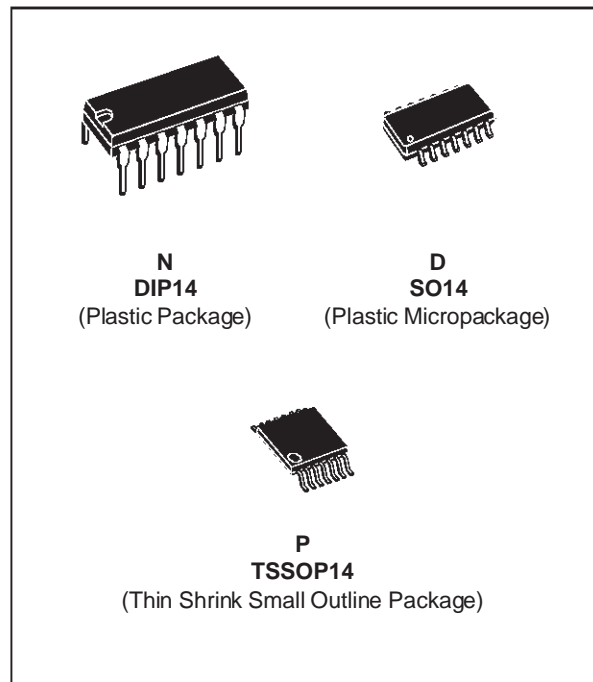 N
DIP14
(Plastic Package)
D
SO14
(Plastic Micropackage)
P
TSSOP14
(Thin Shrink Small Outline Package)